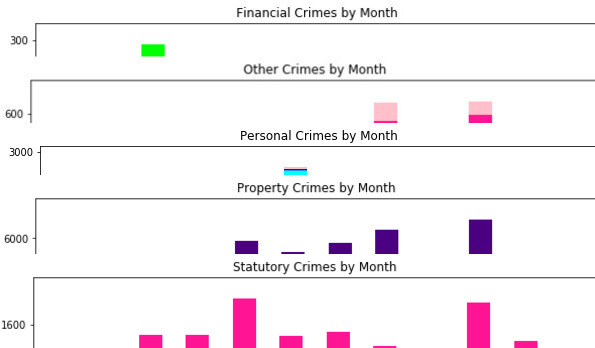 Financial Crimes by Month
300
Other Crimes by Month
600
Personal Crimes by Month
3000
Property Crimes by Month
6000
Statutory Crimes by Month
1600